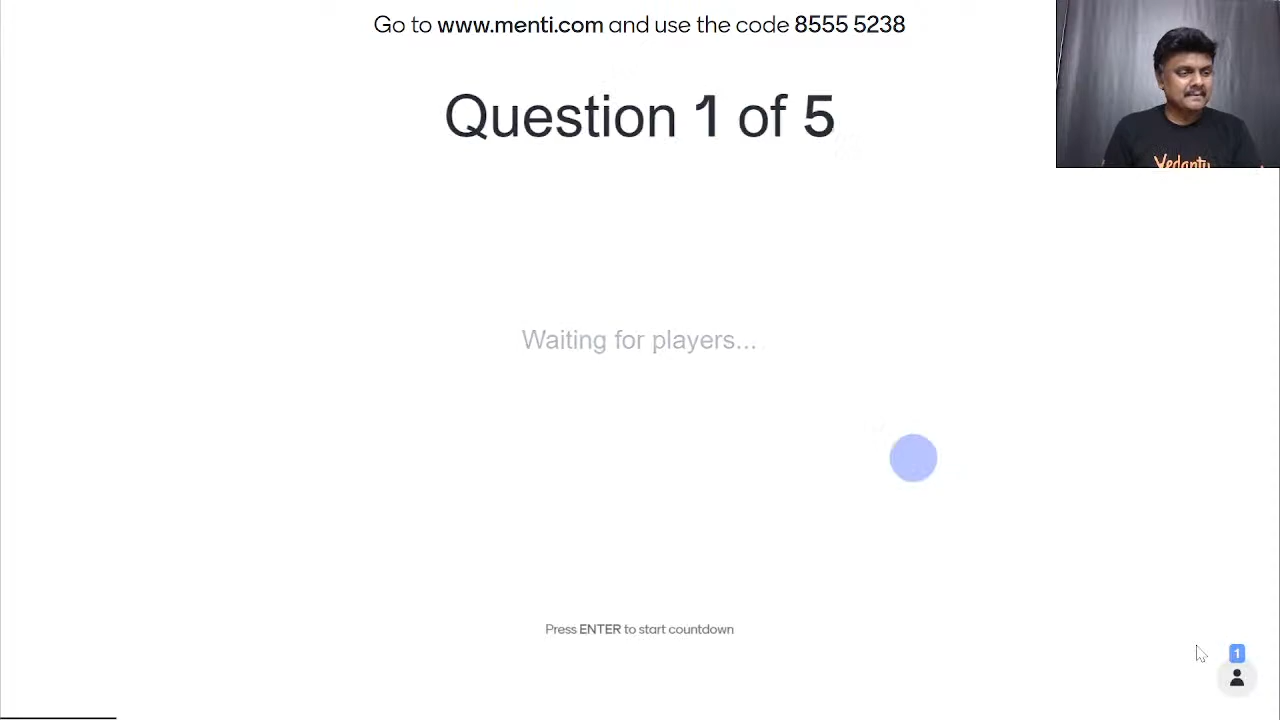 Go to www.menti.com and use the code 8555 5238
Question 1 of 5
Vedantu
Waiting for players...
Press ENTER to start countdown
1